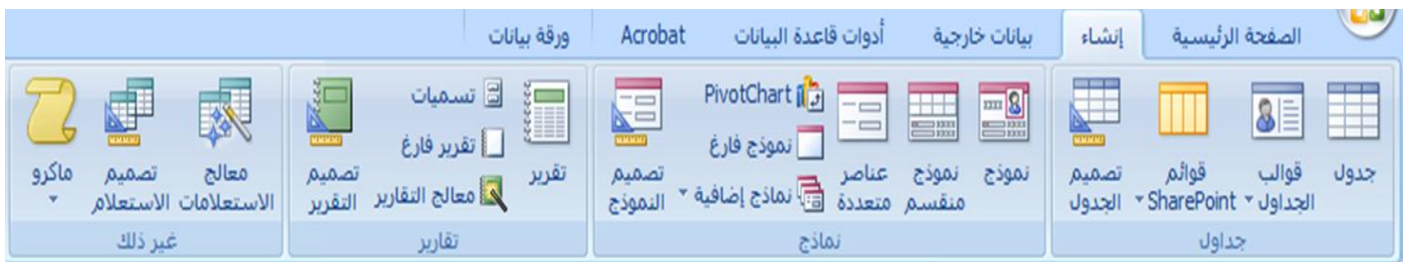 الصفحة الرئيسية
إنشاء
بيانات خارجية
أدوات قاعدة البيانات
Acrobat
ورقة بيانات
جدول
قوالب
الجداول
قوائم
SharePoint
تصميم
الجدول
جداول
نموذج
نموذج
منقسم
عناصر
متعددة
PivotChart
نموذج فارغ
نماذج إضافية
تصميم
النموذج
نماذج
تقرير
تسميات
تقرير فارغ
معالج التقارير
تصميم
التقرير
تقارير
معالج
الاستعلامات
تصميم
الاستعلام
ماكرو
غير ذلك